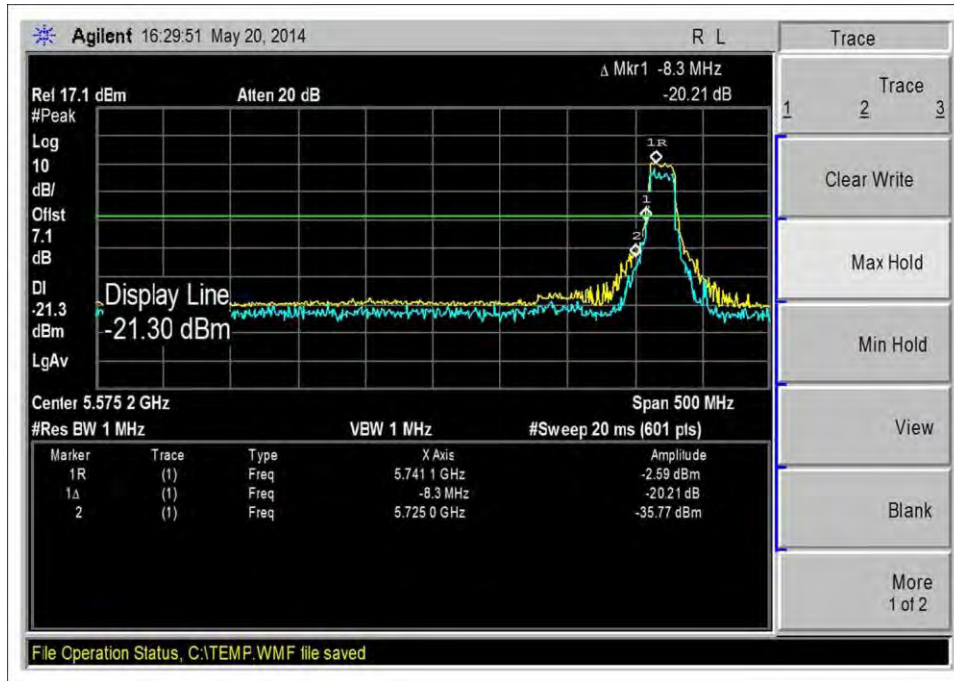 Agilent 16:29:51 May 20, 2014 R L Trace
Δ Mkr1 -8.3 MHz
Ref 17.1 dBm Atten 20 dB -20.21 dB
#Peak
Log
10
dB/
Offst
7.1
dB
DI
-21.3
dBm
LgAv
1R
1
2
Display Line
-21.30 dBm
Center 5.575 2 GHz Span 500 MHz
#Res BW 1 MHz VBW 1 MHz #Sweep 20 ms (601 pts)
Marker Trace Type X Axis Amplitude
1R (1) Freq 5.741 1 GHz -2.59 dBm
1Δ (1) Freq -8.3 MHz -20.21 dB
2 (1) Freq 5.725 0 GHz -35.77 dBm
Trace
1 2 3
Clear Write
Max Hold
Min Hold
View
Blank
More
1 of 2
File Operation Status, C:\TEMP.WMF file saved